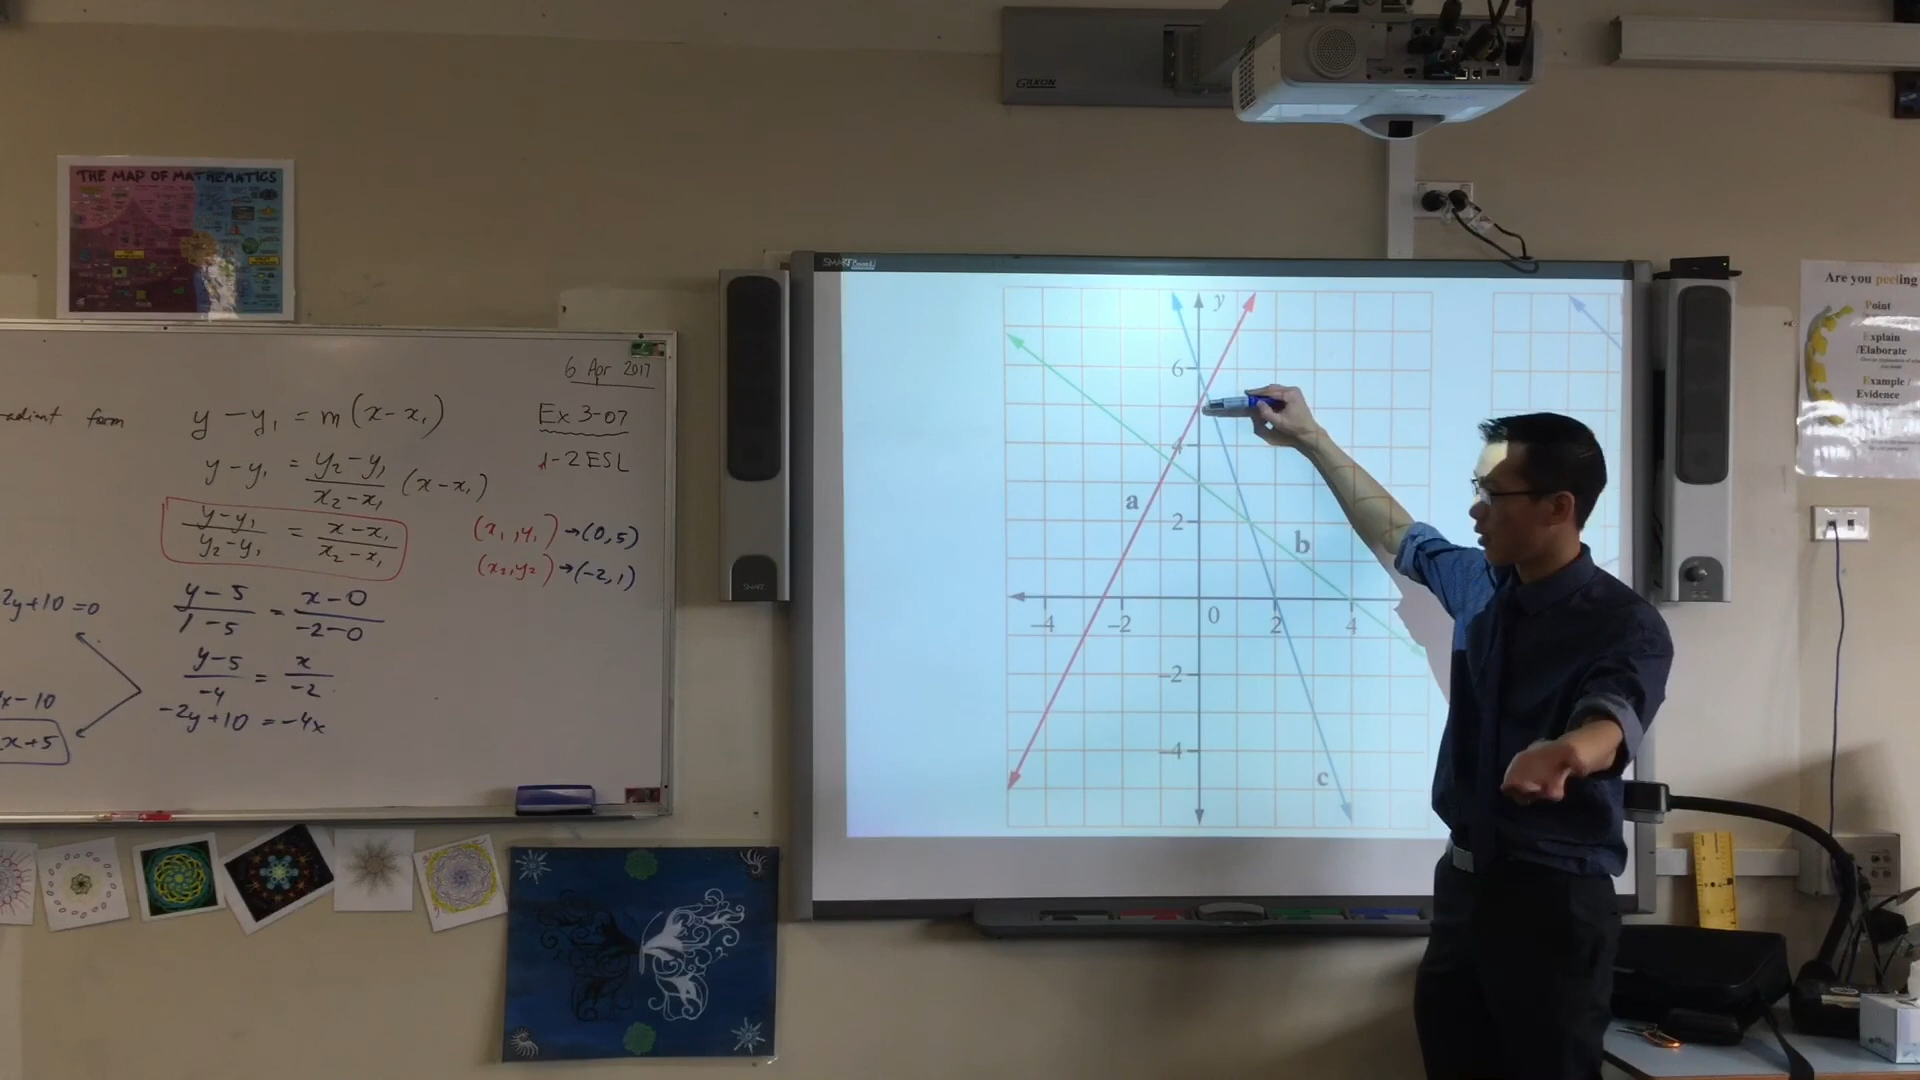 THE MAP OF MATHEMATICS
6 Apr 2017
form
y - y₁ = m(x - x₁)
y - y₁ = y₂ - y₁ / x₂ - x₁ (x - x₁)
y - y₁ / y₂ - y₁ = x - x₁ / x₂ - x₁
2y+10 = 0
y - 5 / 1 - 5 = x - 0 / -2 - 0
y - 5 / -4 = x / -2
-2y+10 = -4x
x - 10
x + 5
Ex 3-07
1-2 ESL
(x₁, y₁) → (0, 5)
(x₂, y₂) → (-2, 1)
GILKON
SMART Board
SMART
y
6
4
2
-4
-2
0
2
4
-2
-4
a
b
c
Are you peeling
Point
Explain
/Elaborate
Example /
Evidence